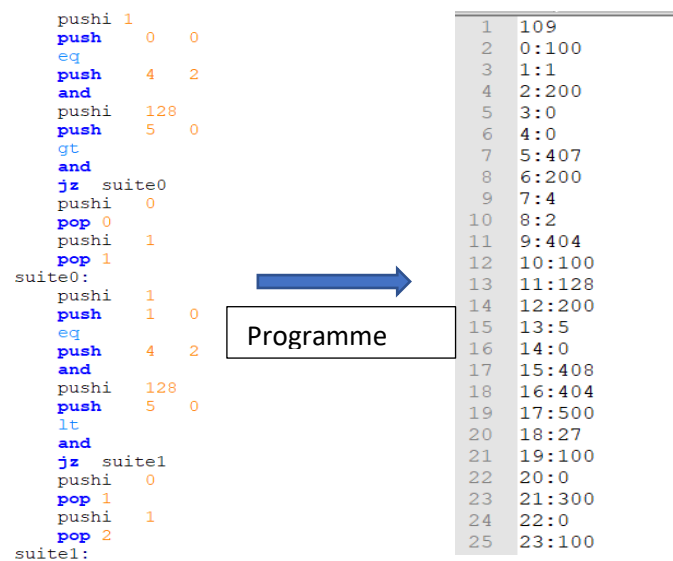 pushi 1
push 0 0
eq
push 4 2
and
pushi 128
push 5 0
gt
and
jz suite0
pushi 0
pop 0
pushi 1
pop 1
suite0:
pushi 1
push 1 0
eq
push 4 2
and
pushi 128
push 5 0
lt
and
jz suite1
pushi 0
pop 1
pushi 1
pop 2
suite1:
Programme
1 109
2 0:100
3 1:1
4 2:200
5 3:0
6 4:0
7 5:407
8 6:200
9 7:4
10 8:2
11 9:404
12 10:100
13 11:128
14 12:200
15 13:5
16 14:0
17 15:408
18 16:404
19 17:500
20 18:27
21 19:100
22 20:0
23 21:300
24 22:0
25 23:100